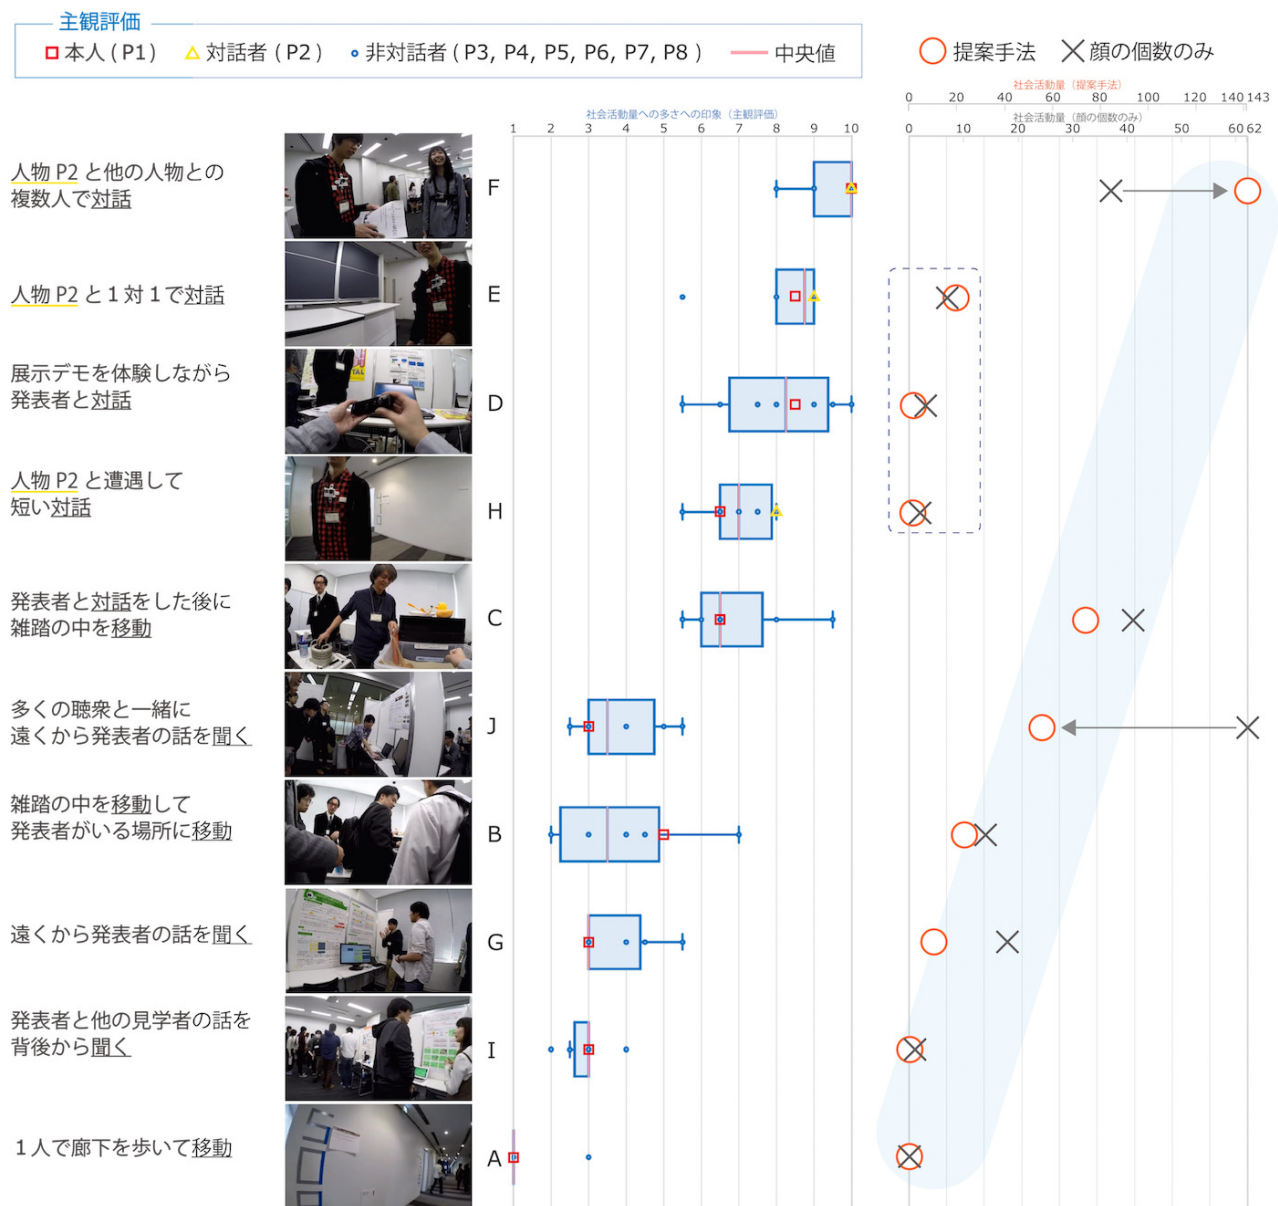 主観評価
本人 ( P1 ) 対話者 ( P2 ) 非対話者 ( P3, P4, P5, P6, P7, P8 ) 中央値
提案手法 顔の個数のみ
社会活動量（提案手法）
0 20 40 60 80 100 120 140 143
社会活動量（顔の個数のみ）
0 10 20 30 40 50 60 62
社会活動量への多さへの印象（主観評価）
1 2 3 4 5 6 7 8 9 10
人物 P2 と他の人物との
複数人で対話
F
人物 P2 と１対１で対話
E
展示デモを体験しながら
発表者と対話
D
人物 P2 と遭遇して
短い対話
H
発表者と対話をした後に
雑踏の中を移動
C
多くの聴衆と一緒に
遠くから発表者の話を聞く
J
雑踏の中を移動して
発表者がいる場所に移動
B
遠くから発表者の話を聞く
G
発表者と他の見学者の話を
背後から聞く
I
１人で廊下を歩いて移動
A